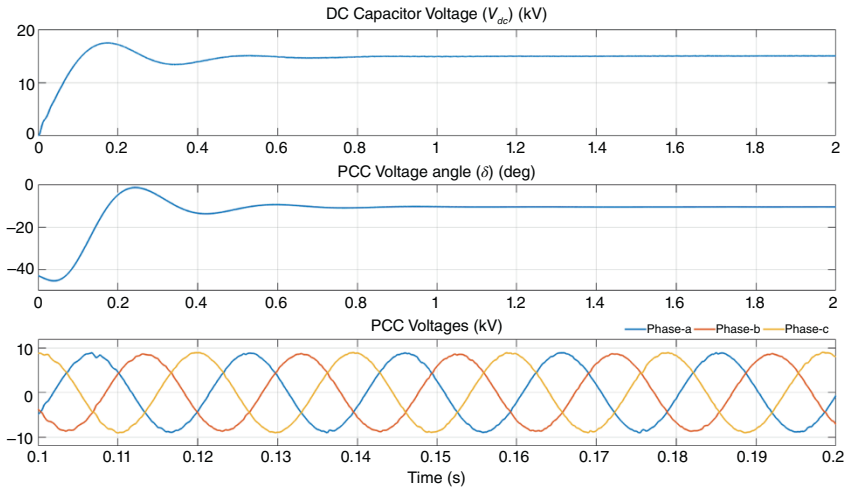 DC Capacitor Voltage (V_dc) (kV)
20
10
0
0 0.2 0.4 0.6 0.8 1 1.2 1.4 1.6 1.8 2
PCC Voltage angle (δ) (deg)
0
−20
−40
0 0.2 0.4 0.6 0.8 1 1.2 1.4 1.6 1.8 2
PCC Voltages (kV)
Phase-a Phase-b Phase-c
10
0
−10
0.1 0.11 0.12 0.13 0.14 0.15 0.16 0.17 0.18 0.19 0.2
Time (s)